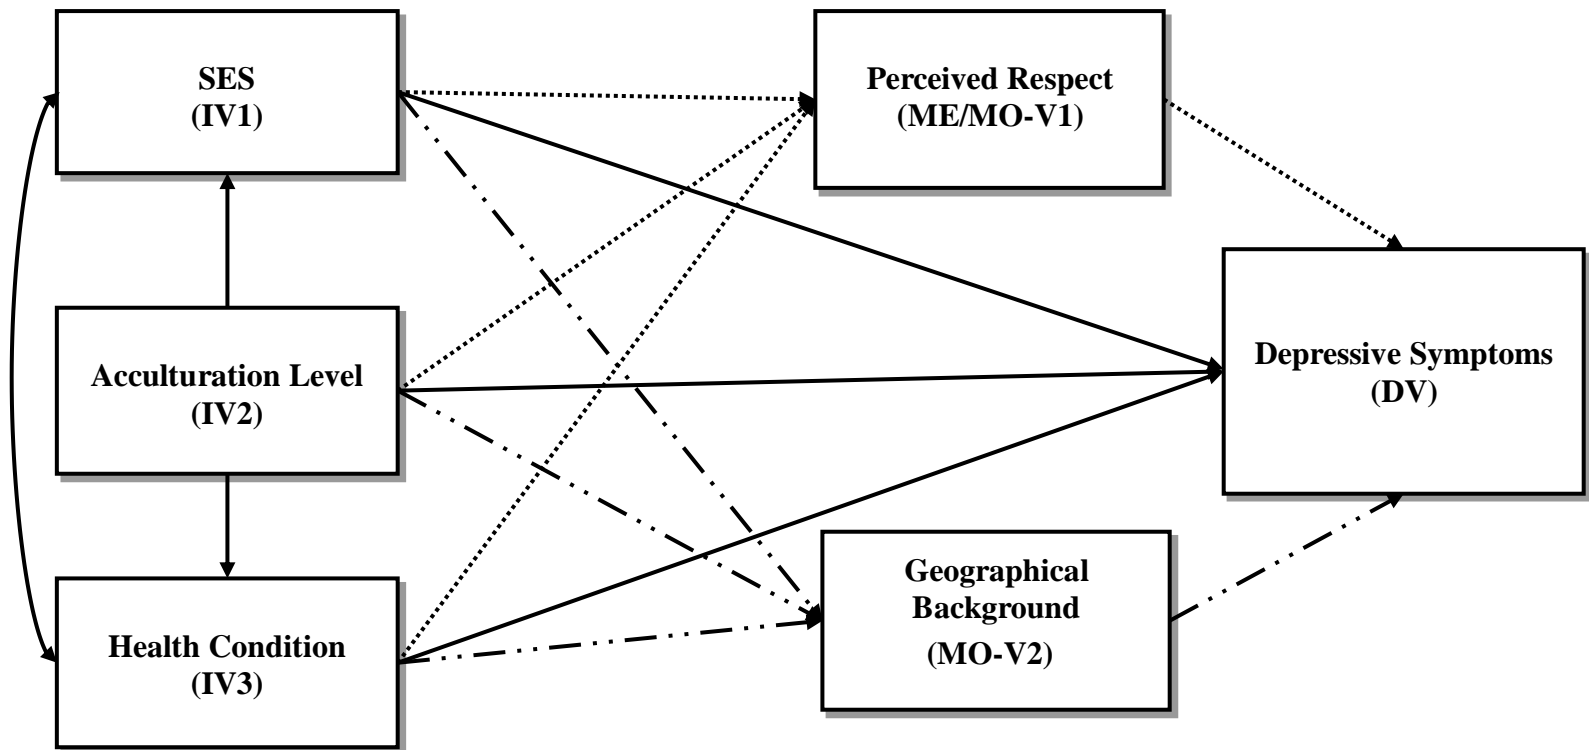 SES
(IV1)
Perceived Respect
(ME/MO-V1)
Acculturation Level
(IV2)
Depressive Symptoms
(DV)
Health Condition
(IV3)
Geographical
Background
(MO-V2)